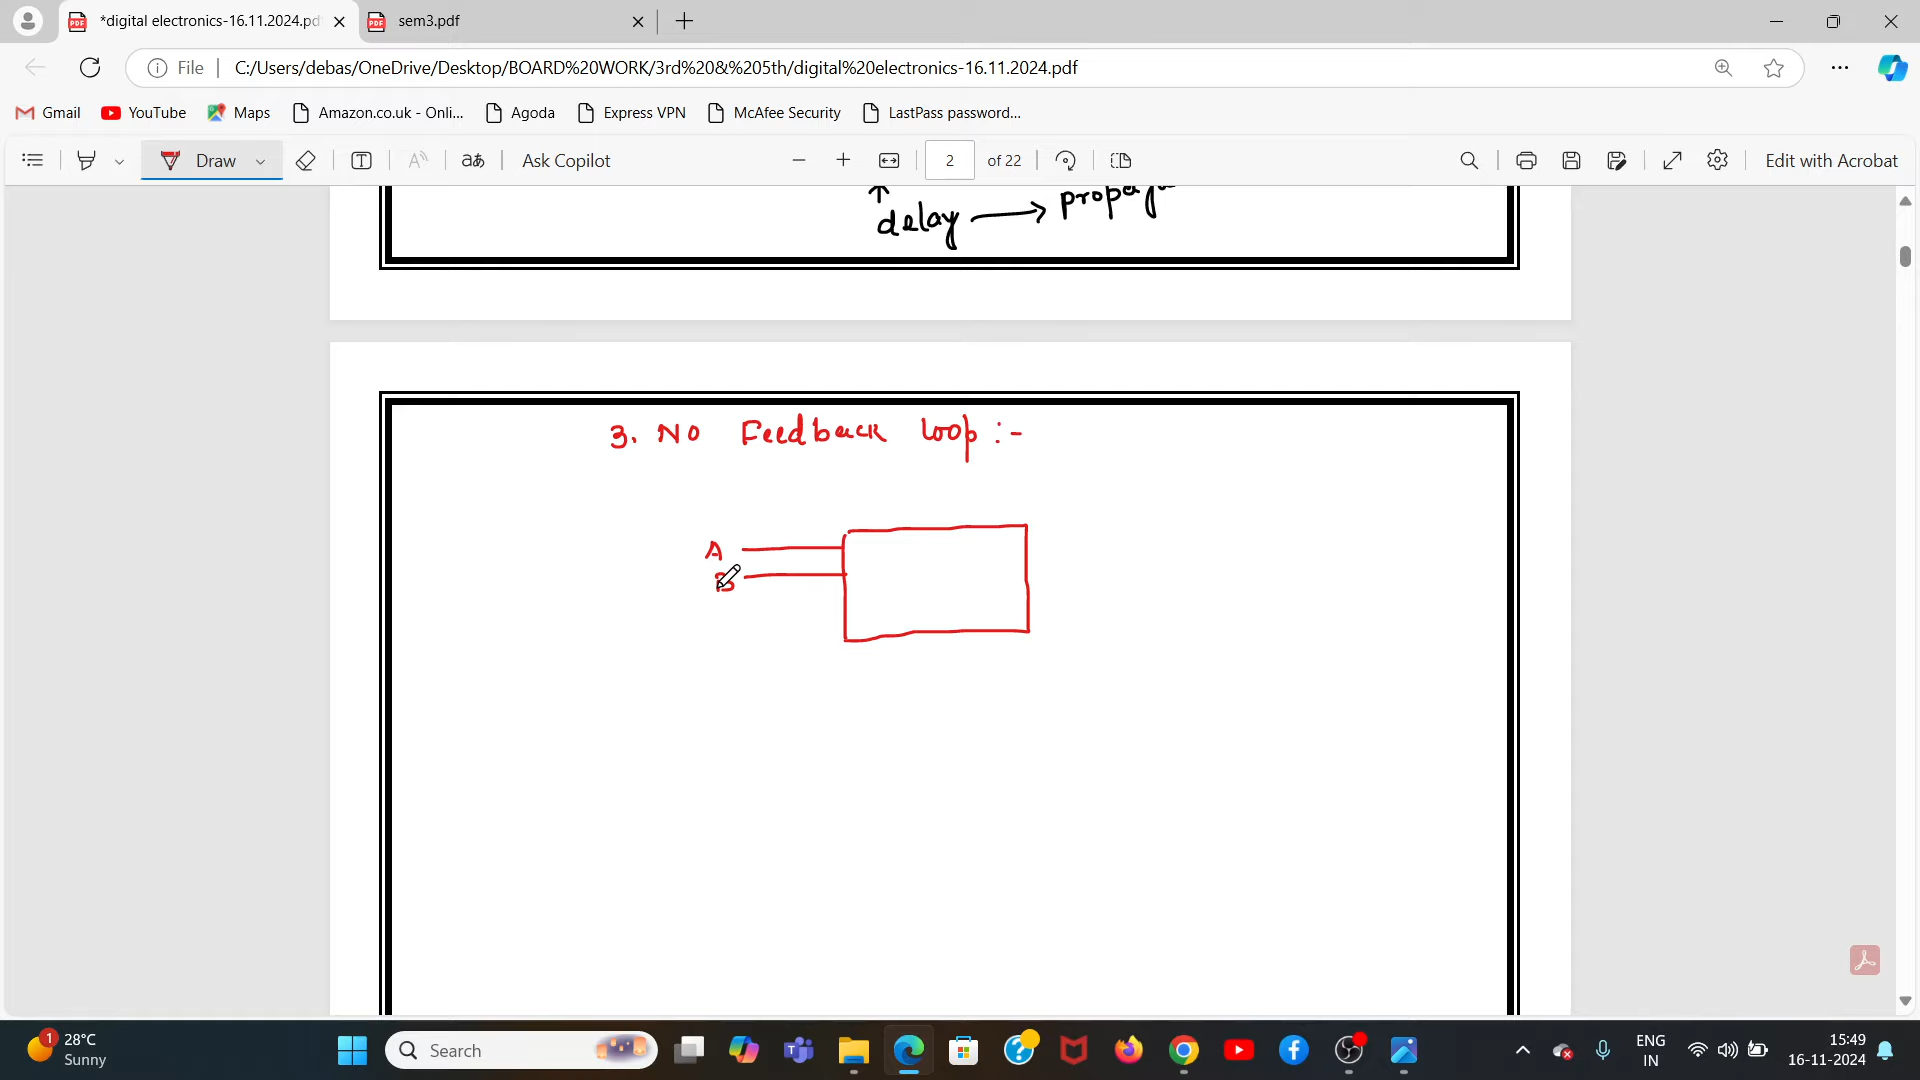 *digital electronics-16.11.2024.pd
sem3.pdf
File
C:/Users/debas/OneDrive/Desktop/BOARD%20WORK/3rd%20&%205th/digital%20electronics-16.11.2024.pdf
Gmail
YouTube
Maps
Amazon.co.uk - Onli...
Agoda
Express VPN
McAfee Security
LastPass password...
Draw
Ask Copilot
2
of 22
Edit with Acrobat
delay
3. NO Feedback loop :-
A
B
1
28°C
Sunny
Search
ENG
IN
15:49
16-11-2024